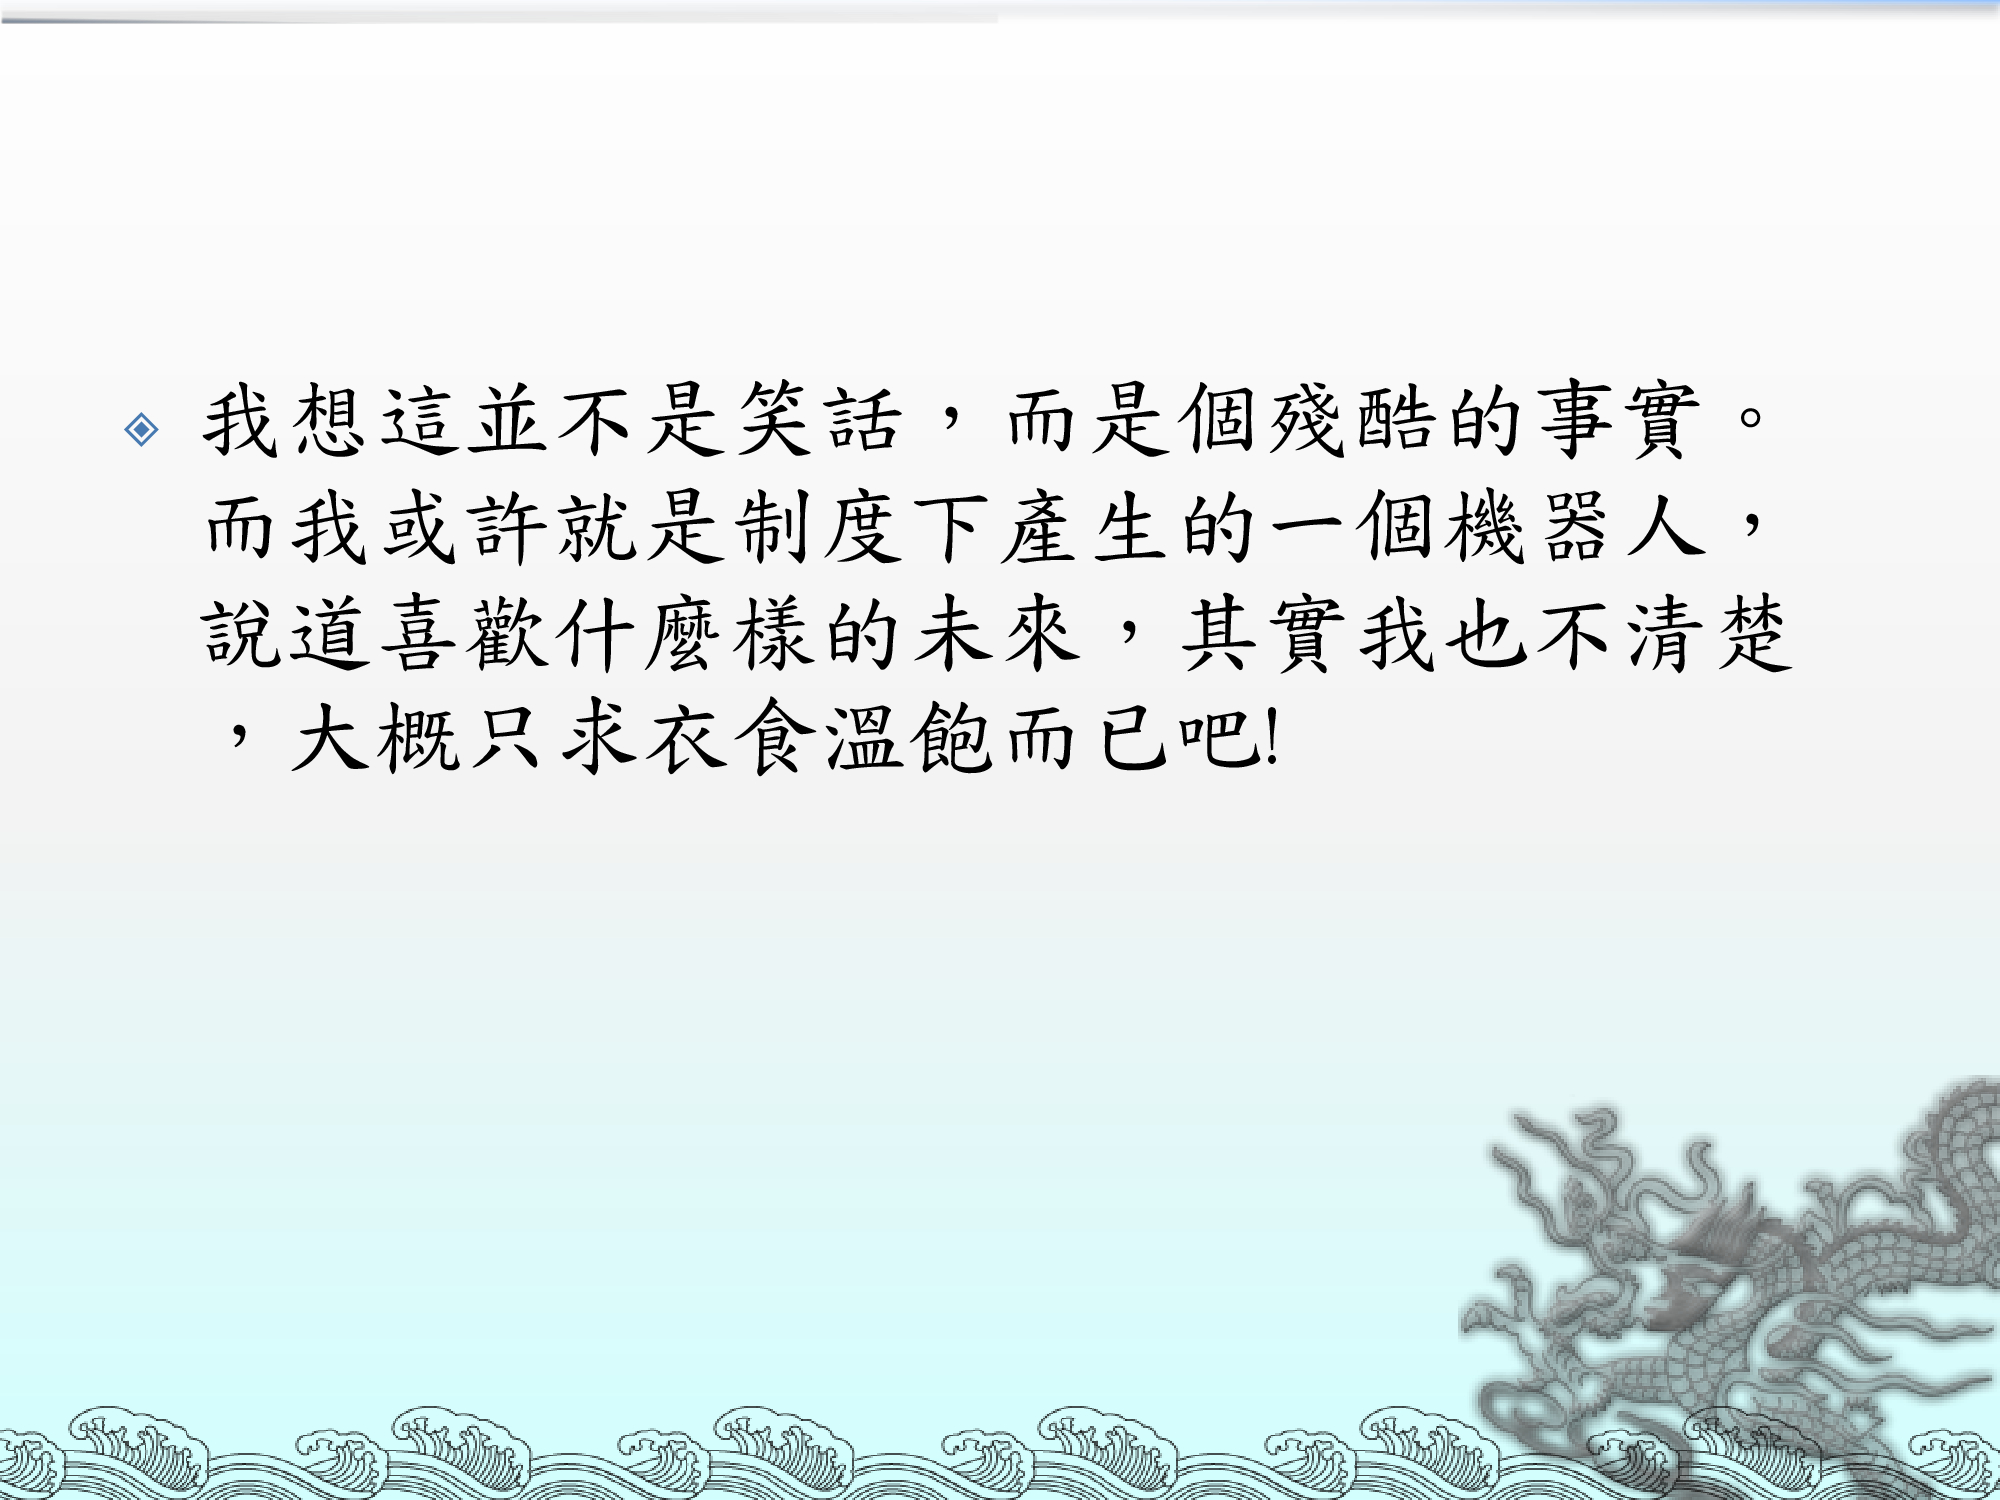 我想這並不是笑話，而是個殘酷的事實。
而我或許就是制度下產生的一個機器人，
說道喜歡什麼樣的未來，其實我也不清楚
，大概只求衣食溫飽而已吧!